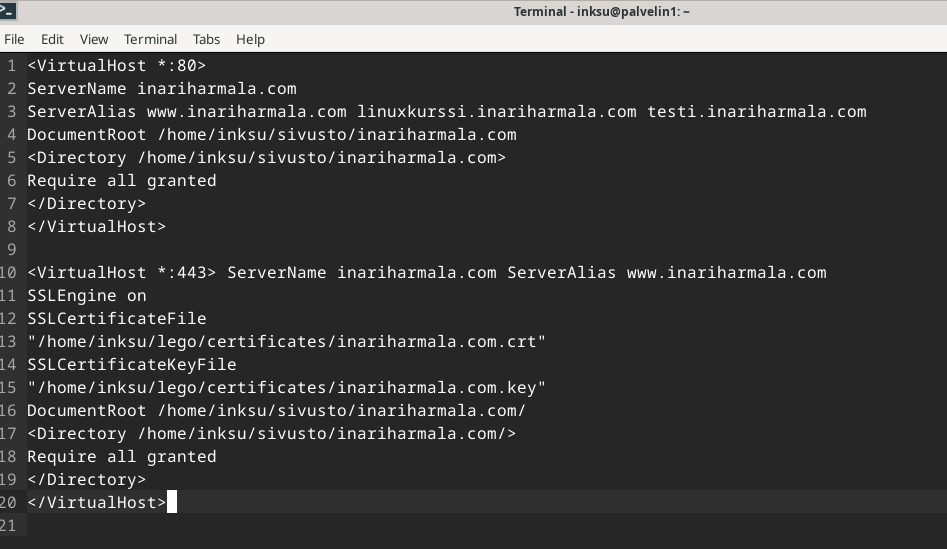 Terminal - inksu@palvelin1: ~
File Edit View Terminal Tabs Help
1 <VirtualHost *:80>
2 ServerName inariharmala.com
3 ServerAlias www.inariharmala.com linuxkurssi.inariharmala.com testi.inariharmala.com
4 DocumentRoot /home/inksu/sivusto/inariharmala.com
5 <Directory /home/inksu/sivusto/inariharmala.com>
6 Require all granted
7 </Directory>
8 </VirtualHost>
9
10 <VirtualHost *:443> ServerName inariharmala.com ServerAlias www.inariharmala.com
11 SSLEngine on
12 SSLCertificateFile
13 "/home/inksu/lego/certificates/inariharmala.com.crt"
14 SSLCertificateKeyFile
15 "/home/inksu/lego/certificates/inariharmala.com.key"
16 DocumentRoot /home/inksu/sivusto/inariharmala.com/
17 <Directory /home/inksu/sivusto/inariharmala.com/>
18 Require all granted
19 </Directory>
20 </VirtualHost>
21